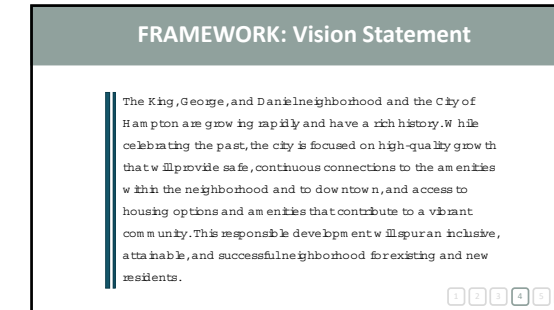 FRAMEWORK: Vision Statement
The King, George, and Daniel neighborhood and the City of
Hampton are growing rapidly and have a rich history. While
celebrating the past, the city is focused on high-quality growth
that will provide safe, continuous connections to the amenities
within the neighborhood and to downtown, and access to
housing options and amenities that contribute to a vibrant
community. This responsible development will spur an inclusive,
attainable, and successful neighborhood for existing and new
residents.
1 2 3 4 5